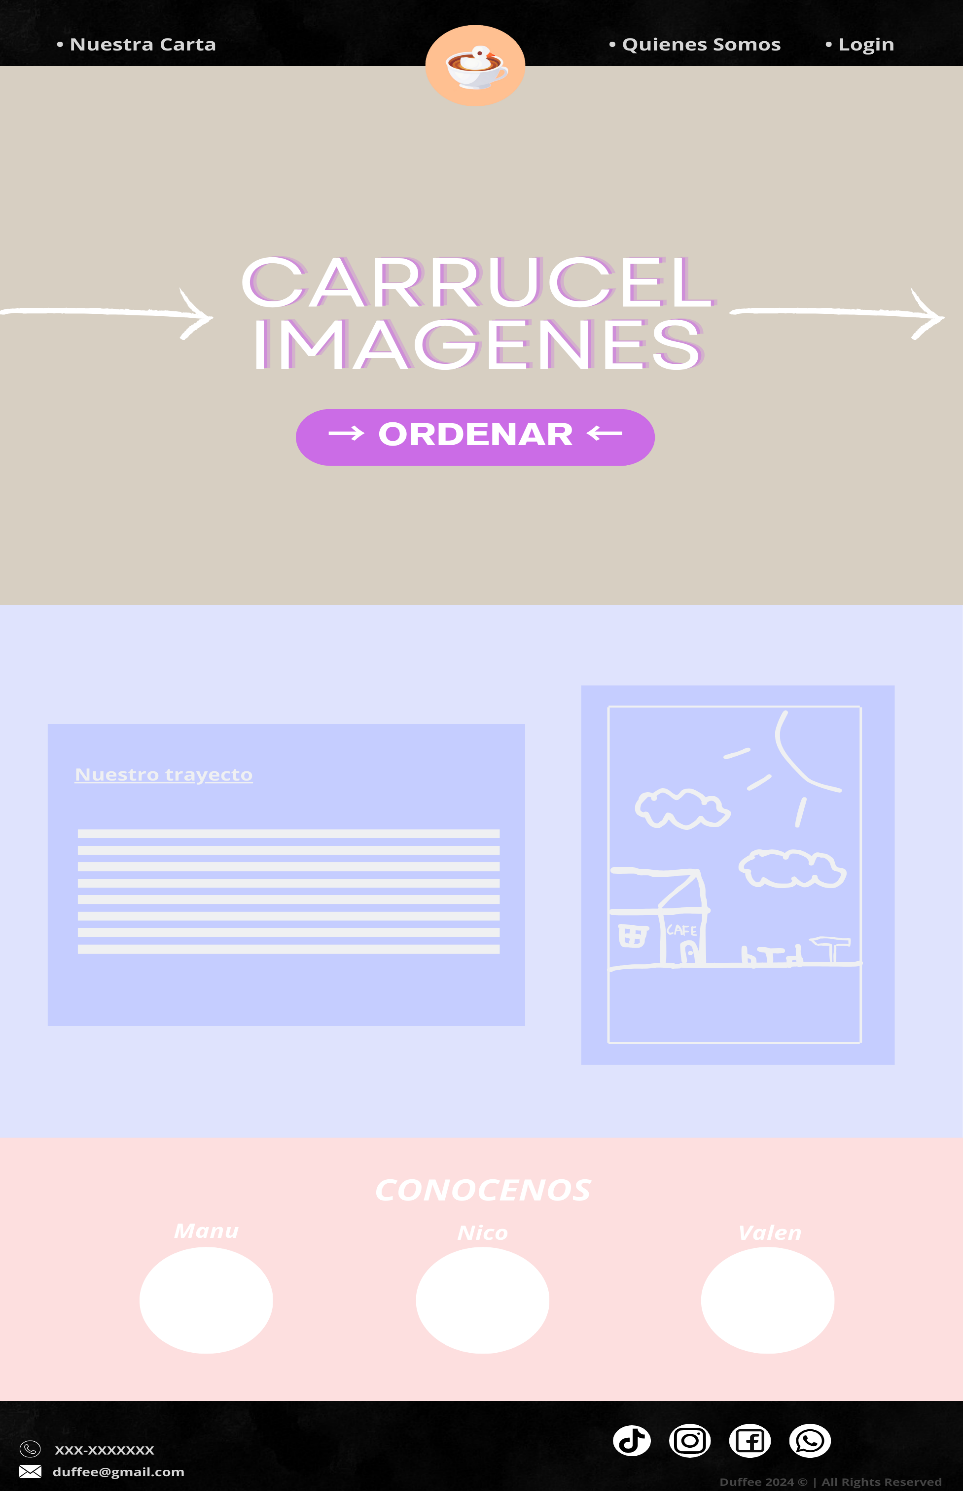 • Nuestra Carta
• Quienes Somos
• Login
CARRUCEL
IMAGENES
→ ORDENAR ←
Nuestro trayecto
CAFE
CONOCENOS
Manu
Nico
Valen
XXX-XXXXXXX
duffee@gmail.com
Duffee 2024 © | All Rights Reserved